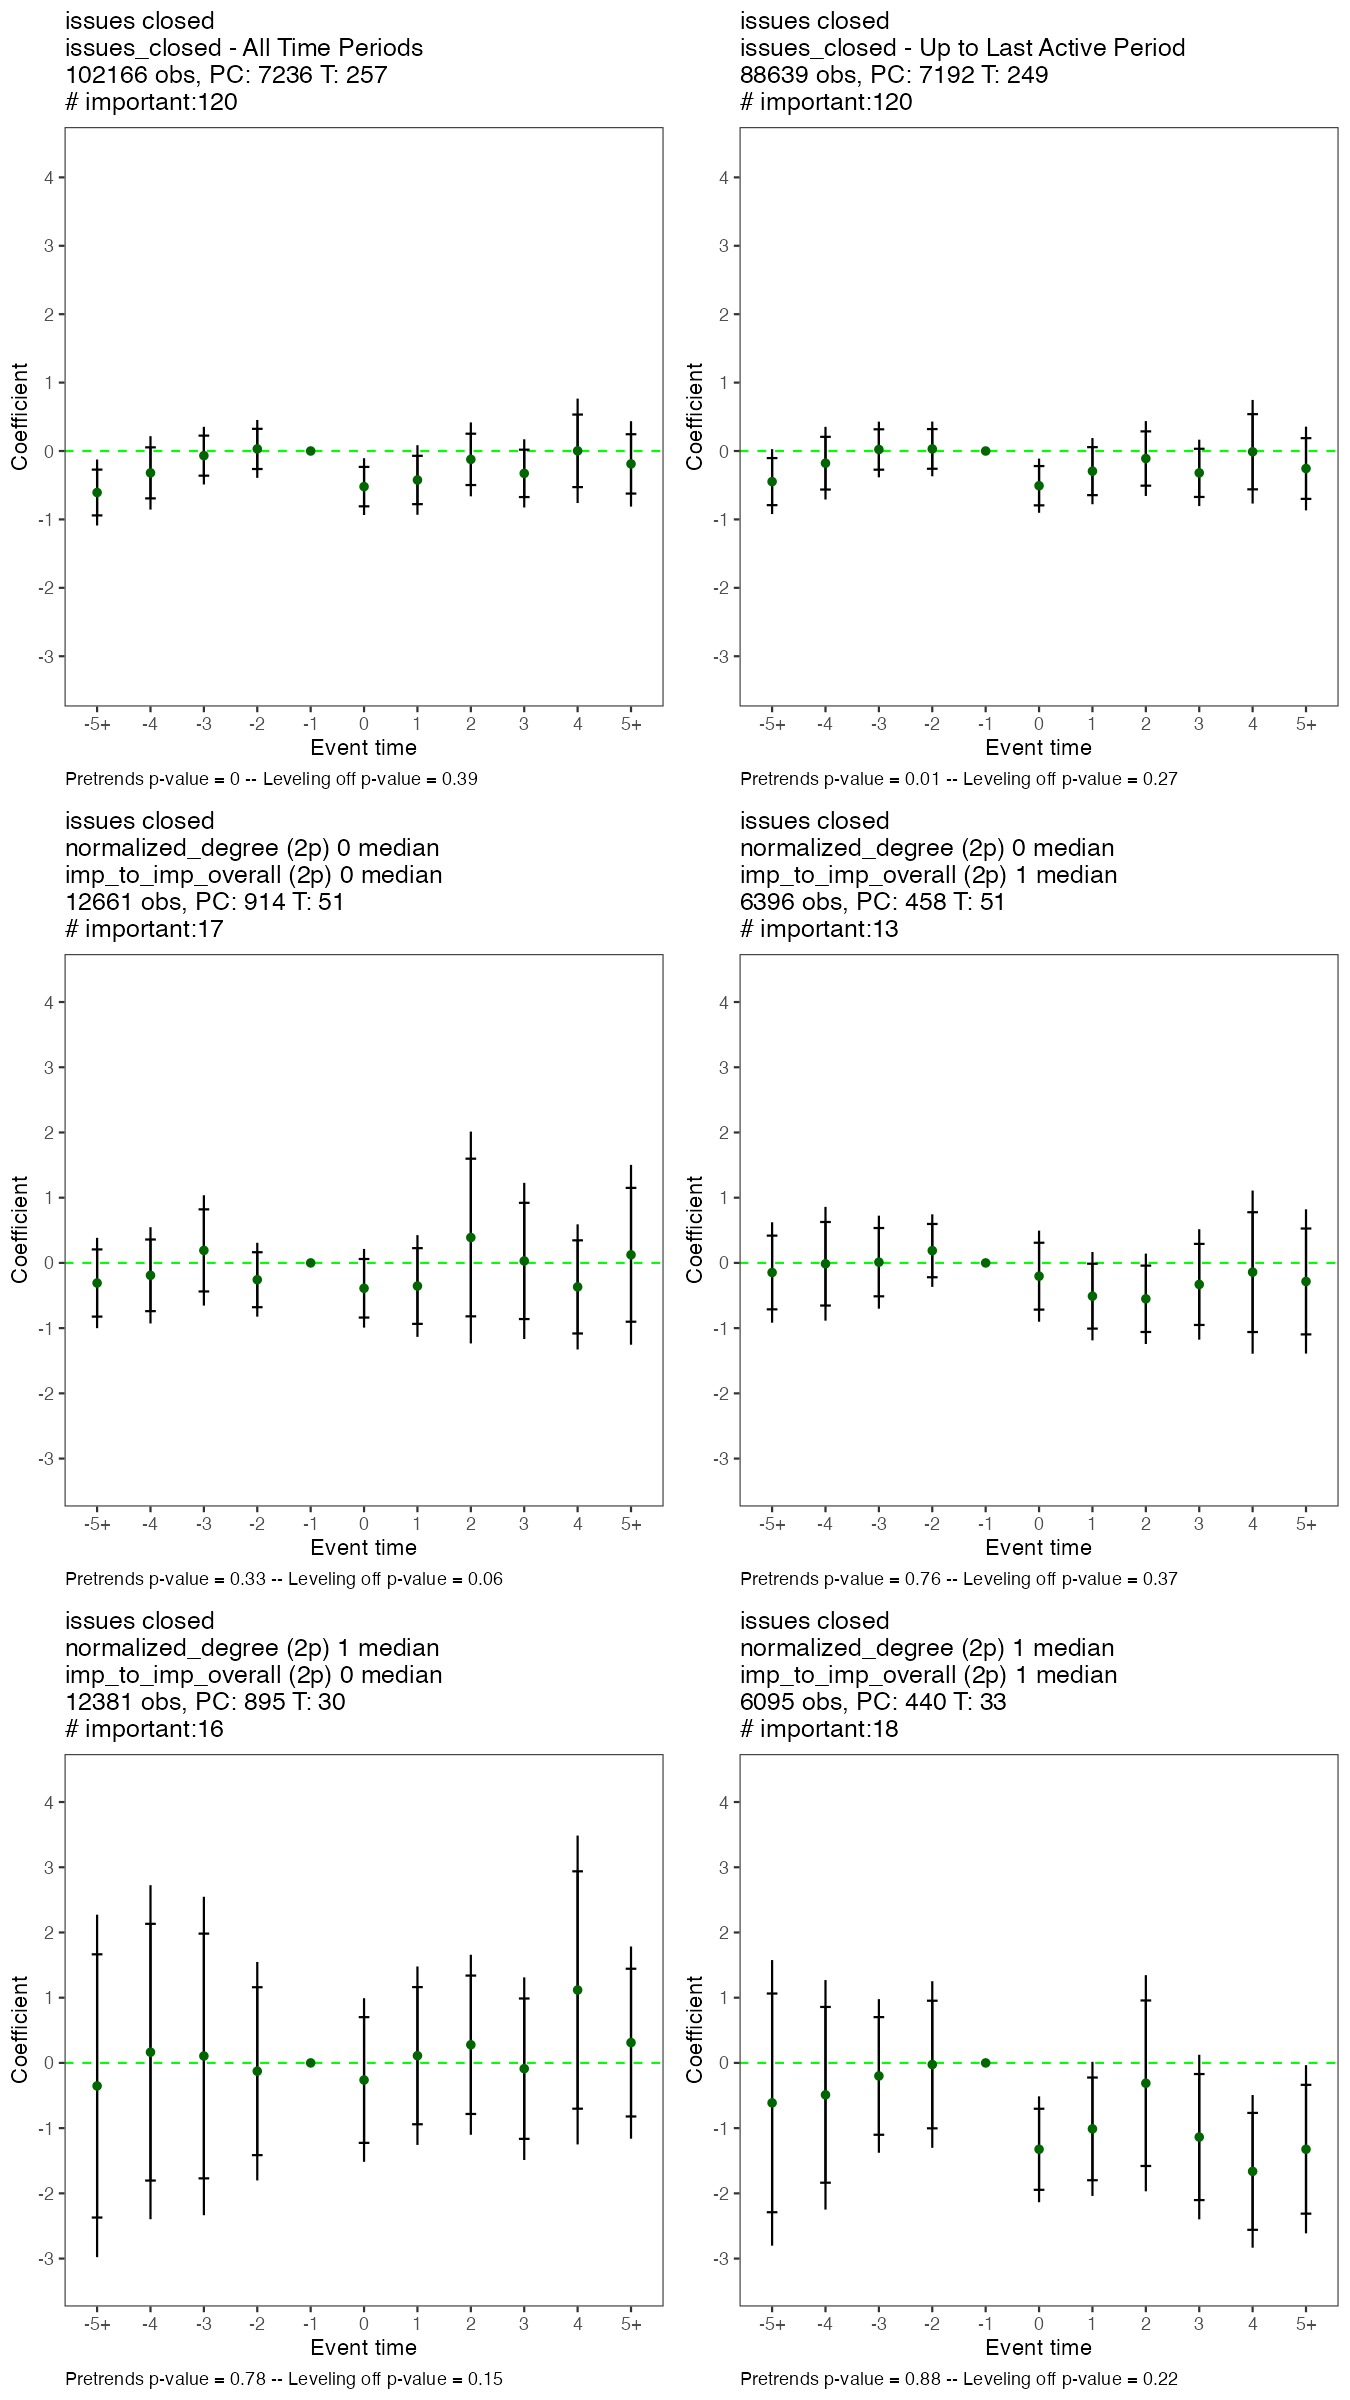 issues closed
issues_closed - All Time Periods
102166 obs, PC: 7236 T: 257
# important:120
4
3
2
1
0
-1
-2
-3
Coefficient
-5+ -4 -3 -2 -1 0 1 2 3 4 5+
Event time
Pretrends p-value = 0 -- Leveling off p-value = 0.39
issues closed
issues_closed - Up to Last Active Period
88639 obs, PC: 7192 T: 249
# important:120
4
3
2
1
0
-1
-2
-3
Coefficient
-5+ -4 -3 -2 -1 0 1 2 3 4 5+
Event time
Pretrends p-value = 0.01 -- Leveling off p-value = 0.27
issues closed
normalized_degree (2p) 0 median
imp_to_imp_overall (2p) 0 median
12661 obs, PC: 914 T: 51
# important:17
4
3
2
1
0
-1
-2
-3
Coefficient
-5+ -4 -3 -2 -1 0 1 2 3 4 5+
Event time
Pretrends p-value = 0.33 -- Leveling off p-value = 0.06
issues closed
normalized_degree (2p) 0 median
imp_to_imp_overall (2p) 1 median
6396 obs, PC: 458 T: 51
# important:13
4
3
2
1
0
-1
-2
-3
Coefficient
-5+ -4 -3 -2 -1 0 1 2 3 4 5+
Event time
Pretrends p-value = 0.76 -- Leveling off p-value = 0.37
issues closed
normalized_degree (2p) 1 median
imp_to_imp_overall (2p) 0 median
12381 obs, PC: 895 T: 30
# important:16
4
3
2
1
0
-1
-2
-3
Coefficient
-5+ -4 -3 -2 -1 0 1 2 3 4 5+
Event time
Pretrends p-value = 0.78 -- Leveling off p-value = 0.15
issues closed
normalized_degree (2p) 1 median
imp_to_imp_overall (2p) 1 median
6095 obs, PC: 440 T: 33
# important:18
4
3
2
1
0
-1
-2
-3
Coefficient
-5+ -4 -3 -2 -1 0 1 2 3 4 5+
Event time
Pretrends p-value = 0.88 -- Leveling off p-value = 0.22